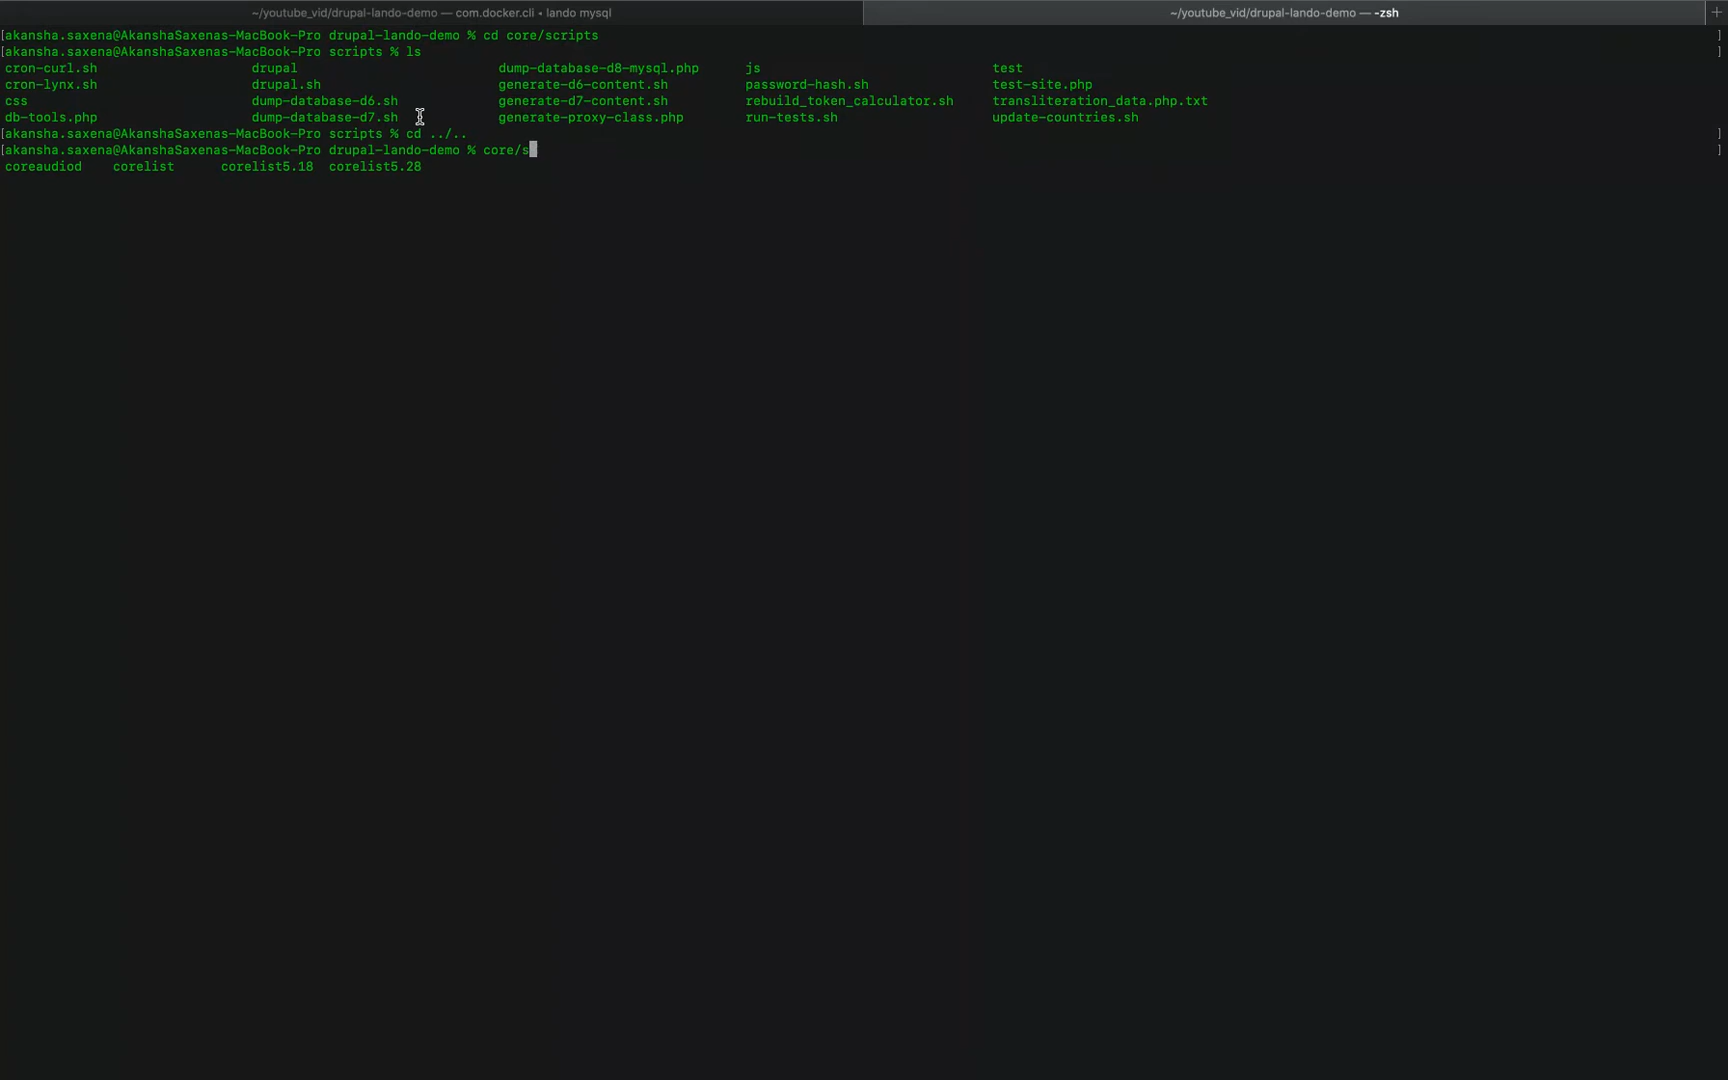 ~/youtube_vid/drupal-lando-demo — com.docker.cli ◂ lando mysql ~/youtube_vid/drupal-lando-demo — -zsh +
[akansha.saxena@AkanshaSaxenas-MacBook-Pro drupal-lando-demo % cd core/scripts ]
[akansha.saxena@AkanshaSaxenas-MacBook-Pro scripts % ls ]
cron-curl.sh drupal dump-database-d8-mysql.php js test
cron-lynx.sh drupal.sh generate-d6-content.sh password-hash.sh test-site.php
css dump-database-d6.sh generate-d7-content.sh rebuild_token_calculator.sh transliteration_data.php.txt
db-tools.php dump-database-d7.sh generate-proxy-class.php run-tests.sh update-countries.sh
[akansha.saxena@AkanshaSaxenas-MacBook-Pro scripts % cd ../.. ]
[akansha.saxena@AkanshaSaxenas-MacBook-Pro drupal-lando-demo % core/s ]
coreaudiod corelist corelist5.18 corelist5.28